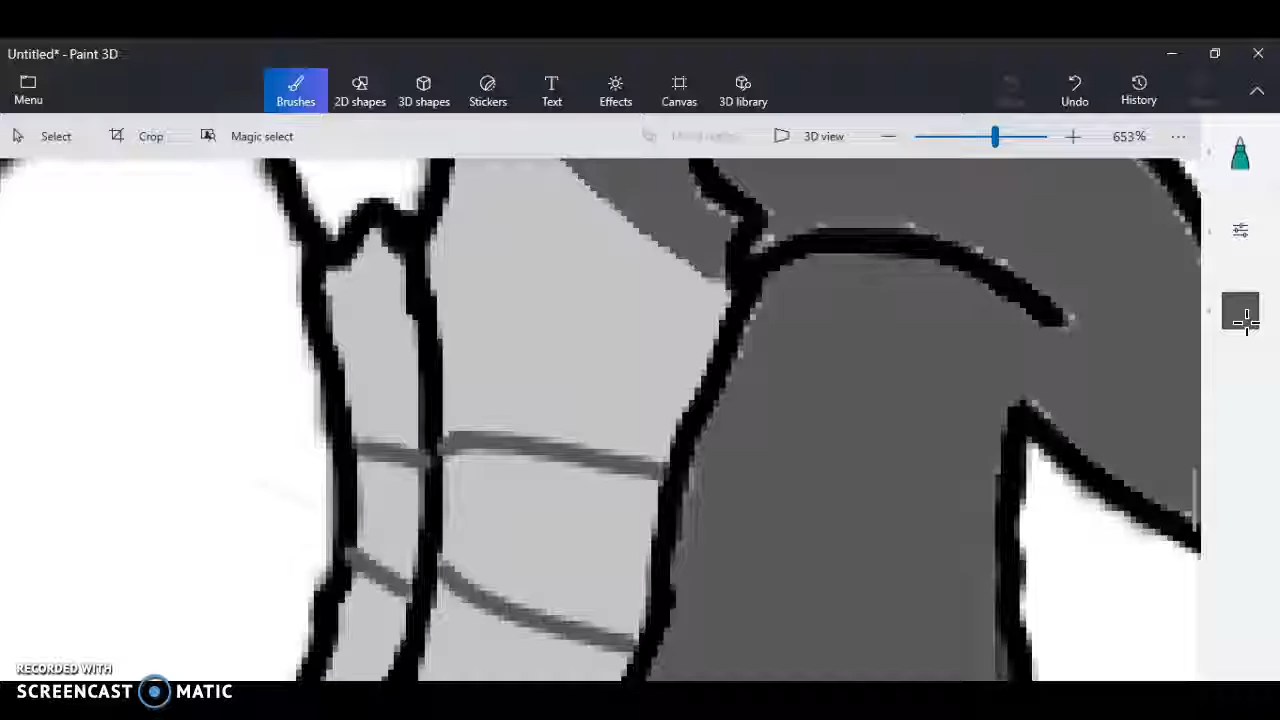 Untitled* - Paint 3D
Menu
Brushes
2D shapes
3D shapes
Stickers
Text
Effects
Canvas
3D library
Undo
History
Select
Crop
Magic select
3D view
653%
RECORDED WITH
SCREENCAST MATIC